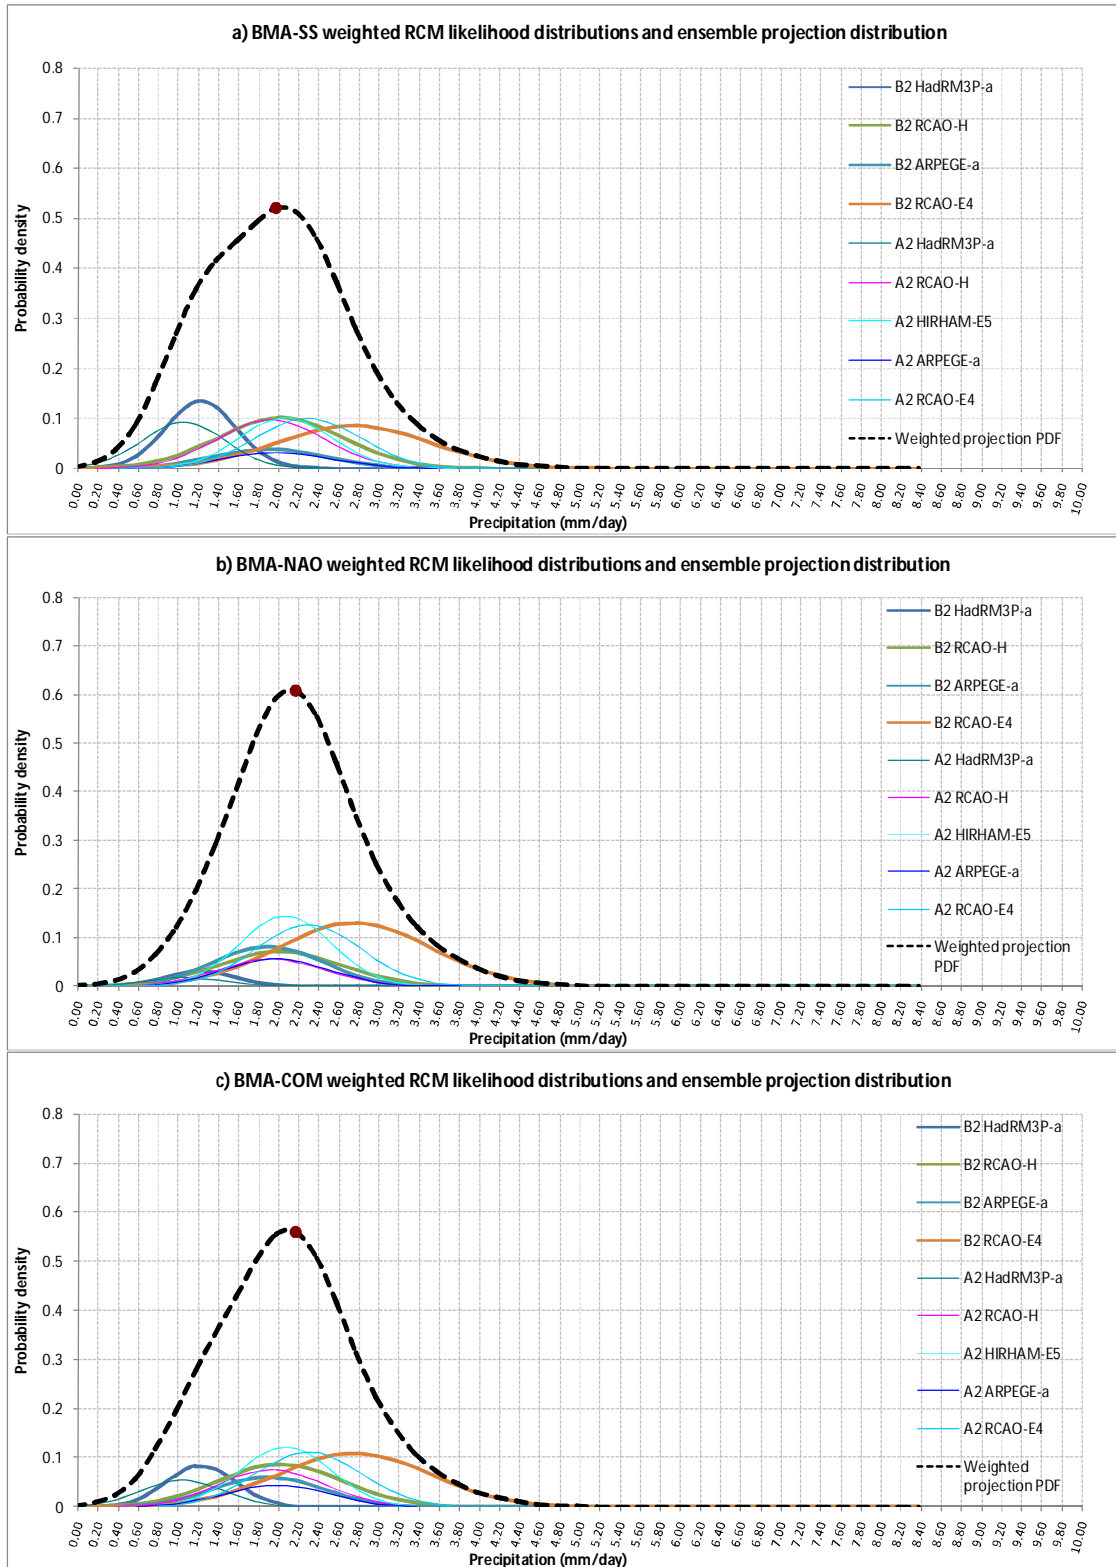 a) BMA-SS weighted RCM likelihood distributions and ensemble projection distribution
0.8
0.7
0.6
0.5
0.4
0.3
0.2
0.1
0
Probability density
B2 HadRM3P-a
B2 RCAO-H
B2 ARPEGE-a
B2 RCAO-E4
A2 HadRM3P-a
A2 RCAO-H
A2 HIRHAM-E5
A2 ARPEGE-a
A2 RCAO-E4
Weighted projection PDF
0.00 0.20 0.40 0.60 0.80 1.00 1.20 1.40 1.60 1.80 2.00 2.20 2.40 2.60 2.80 3.00 3.20 3.40 3.60 3.80 4.00 4.20 4.40 4.60 4.80 5.00 5.20 5.40 5.60 5.80 6.00 6.20 6.40 6.60 6.80 7.00 7.20 7.40 7.60 7.80 8.00 8.20 8.40 8.60 8.80 9.00 9.20 9.40 9.60 9.80 10.00
Precipitation (mm/day)
b) BMA-NAO weighted RCM likelihood distributions and ensemble projection distribution
0.8
0.7
0.6
0.5
0.4
0.3
0.2
0.1
0
Probability density
B2 HadRM3P-a
B2 RCAO-H
B2 ARPEGE-a
B2 RCAO-E4
A2 HadRM3P-a
A2 RCAO-H
A2 HIRHAM-E5
A2 ARPEGE-a
A2 RCAO-E4
Weighted projection
PDF
0.00 0.20 0.40 0.60 0.80 1.00 1.20 1.40 1.60 1.80 2.00 2.20 2.40 2.60 2.80 3.00 3.20 3.40 3.60 3.80 4.00 4.20 4.40 4.60 4.80 5.00 5.20 5.40 5.60 5.80 6.00 6.20 6.40 6.60 6.80 7.00 7.20 7.40 7.60 7.80 8.00 8.20 8.40 8.60 8.80 9.00 9.20 9.40 9.60 9.80 10.00
Precipitation (mm/day)
c) BMA-COM weighted RCM likelihood distributions and ensemble projection distribution
0.8
0.7
0.6
0.5
0.4
0.3
0.2
0.1
0
Probability density
B2 HadRM3P-a
B2 RCAO-H
B2 ARPEGE-a
B2 RCAO-E4
A2 HadRM3P-a
A2 RCAO-H
A2 HIRHAM-E5
A2 ARPEGE-a
A2 RCAO-E4
Weighted
projection PDF
0.00 0.20 0.40 0.60 0.80 1.00 1.20 1.40 1.60 1.80 2.00 2.20 2.40 2.60 2.80 3.00 3.20 3.40 3.60 3.80 4.00 4.20 4.40 4.60 4.80 5.00 5.20 5.40 5.60 5.80 6.00 6.20 6.40 6.60 6.80 7.00 7.20 7.40 7.60 7.80 8.00 8.20 8.40 8.60 8.80 9.00 9.20 9.40 9.60 9.80 10.00
Precipitation (mm/day)